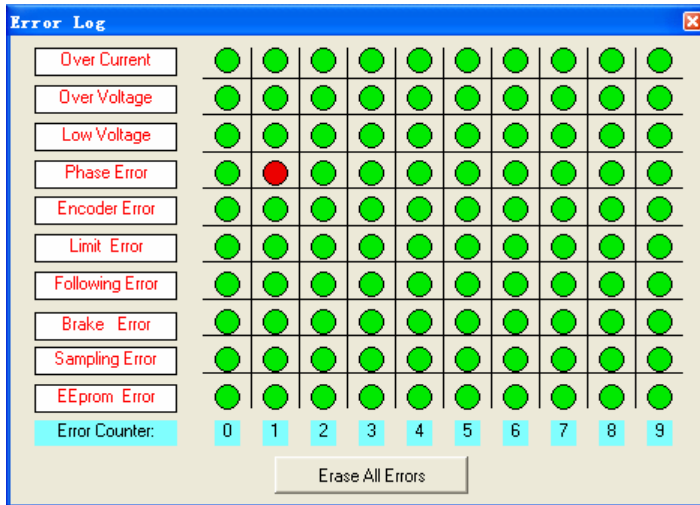 Error Log
Over Current
Over Voltage
Low Voltage
Phase Error
Encoder Error
Limit Error
Following Error
Brake Error
Sampling Error
EEprom Error
Error Counter: 0 1 2 3 4 5 6 7 8 9
Erase All Errors